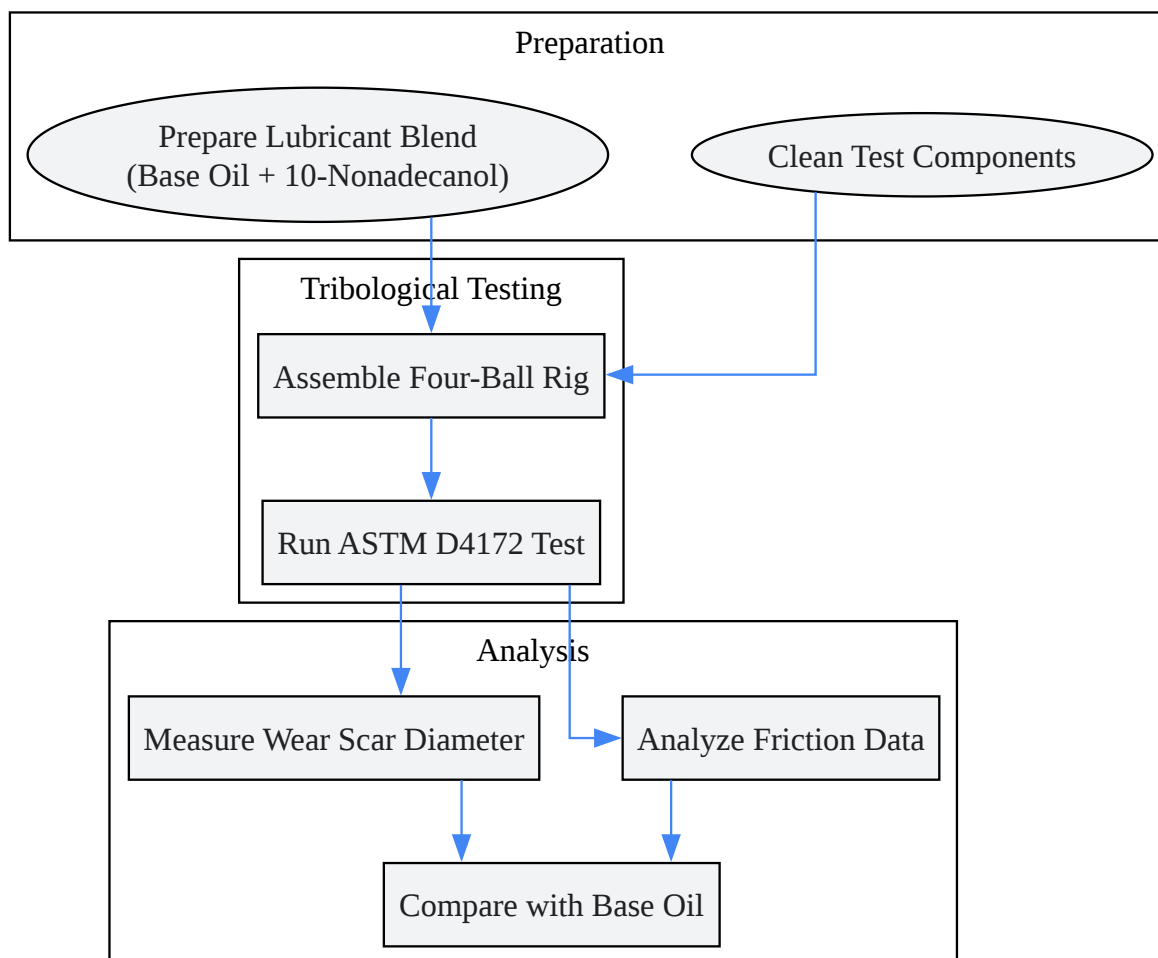 Preparation
Prepare Lubricant Blend
(Base Oil + 10-Nonadecanol)
Clean Test Components
Tribological Testing
Assemble Four-Ball Rig
Run ASTM D4172 Test
Analysis
Measure Wear Scar Diameter
Analyze Friction Data
Compare with Base Oil